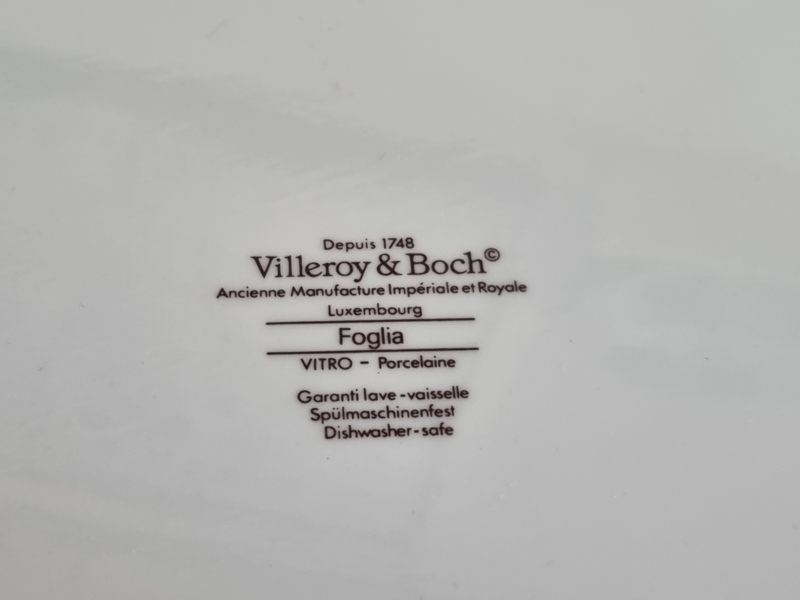 Depuis 1748
Villeroy & Boch©
Ancienne Manufacture Impériale et Royale
Luxembourg
Foglia
VITRO - Porcelaine
Garanti lave-vaisselle
Spülmaschinenfest
Dishwasher-safe